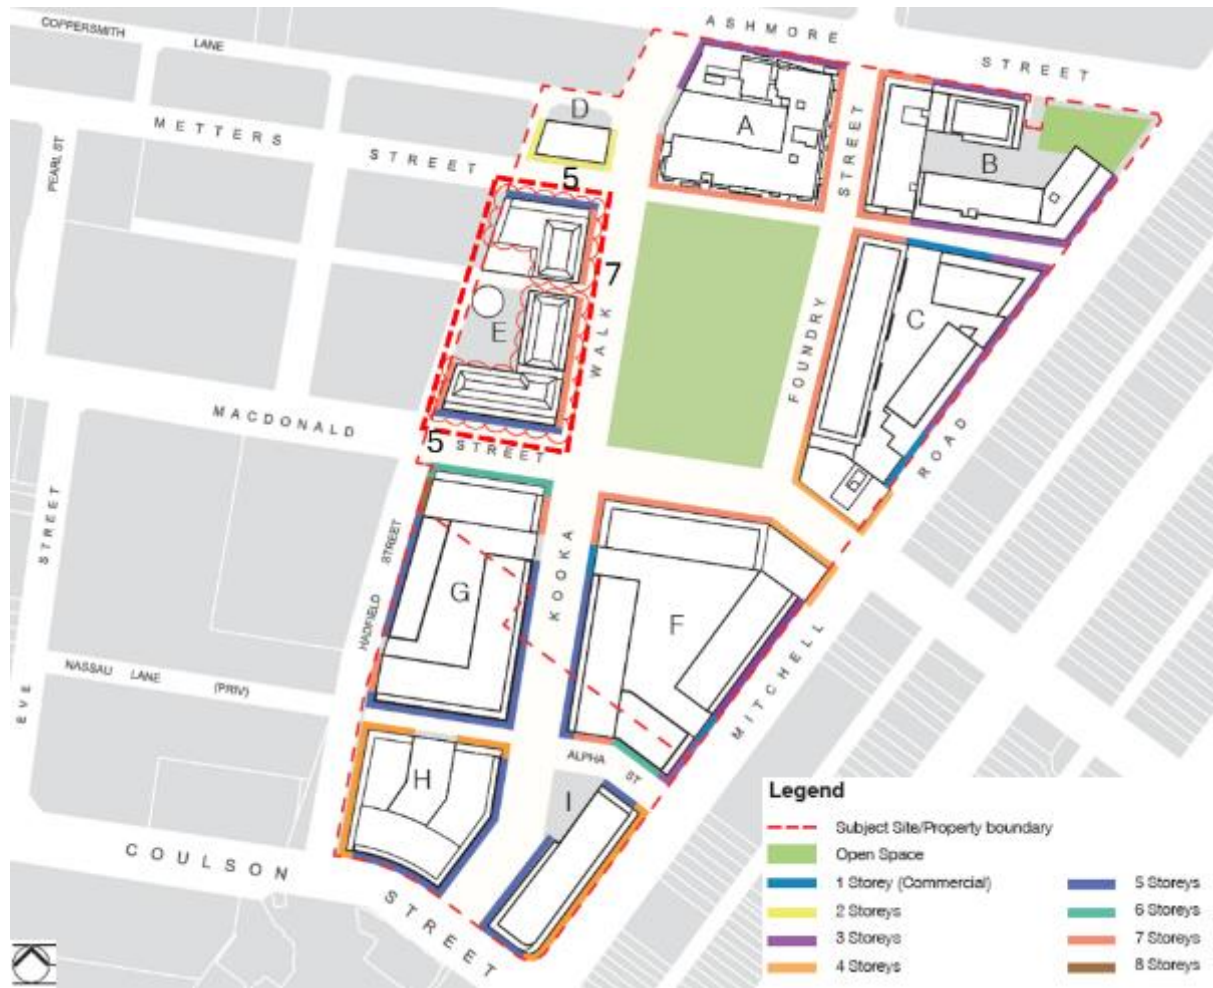 ASHMORE
STREET
COPPERSMITH
LANE
METTERS
STREET
PEARL ST
D
A
B
STREET
5
7
E
WALK
C
FOUNDRY
ROAD
MACDONALD
5
STREET
STREET
HADFIELD
STREET
G
KOOKA
F
NASSAU LANE (PRIV)
EVE
MITCHELL
ALPHA
ST
H
I
COULSON
STREET
Legend
Subject Site/Property boundary
Open Space
1 Storey (Commercial)
2 Storeys
3 Storeys
4 Storeys
5 Storeys
6 Storeys
7 Storeys
8 Storeys